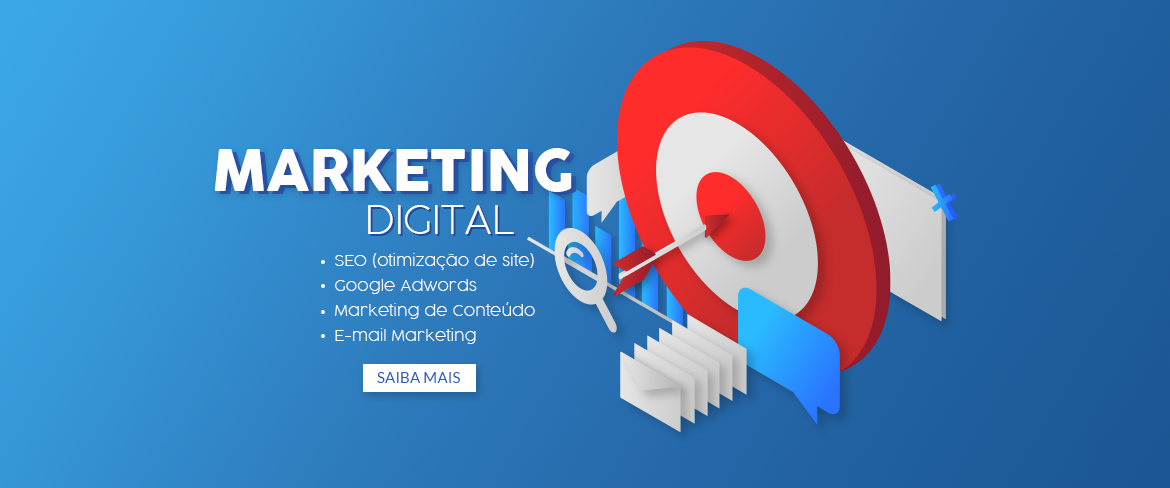 MARKETING
DIGITAL
• SEO (otimização de site)
• Google Adwords
• Marketing de Conteúdo
• E-mail Marketing
SAIBA MAIS